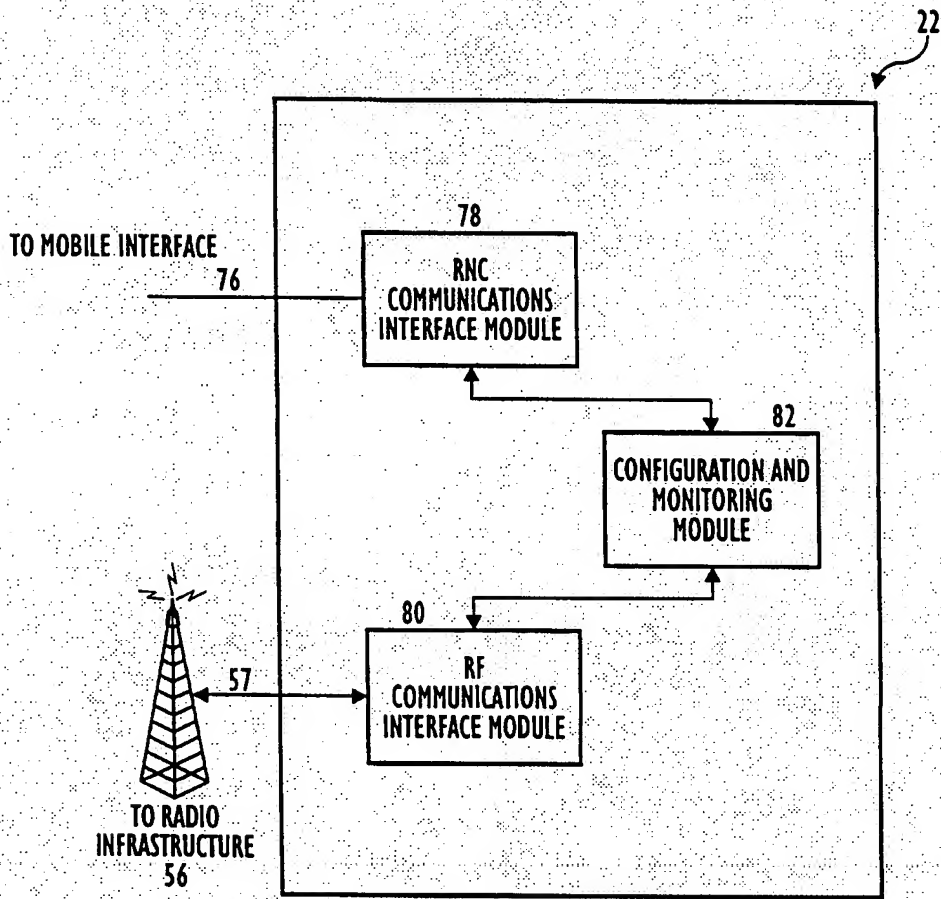 22
78
TO MOBILE INTERFACE
76
RNC
COMMUNICATIONS
INTERFACE MODULE
82
CONFIGURATION AND
MONITORING
MODULE
80
57
RF
COMMUNICATIONS
INTERFACE MODULE
TO RADIO
INFRASTRUCTURE
56